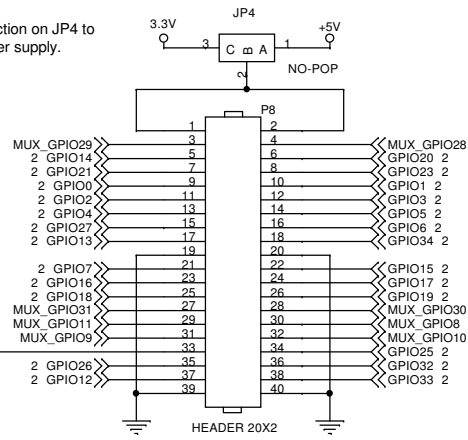 ction on JP4 to
er supply.
JP4
3.3V
+5V
3 C B A 1
2
NO-POP
P8
1 2
MUX_GPIO29 3 4 MUX_GPIO28
2 GPIO14 5 6 GPIO20 2
2 GPIO21 7 8 GPIO23 2
2 GPIO0 9 10 GPIO1 2
2 GPIO2 11 12 GPIO3 2
2 GPIO4 13 14 GPIO5 2
2 GPIO27 15 16 GPIO6 2
2 GPIO13 17 18 GPIO34 2
19 20
2 GPIO7 21 22 GPIO15 2
2 GPIO16 23 24 GPIO17 2
2 GPIO18 25 26 GPIO19 2
MUX_GPIO31 27 28 MUX_GPIO30
MUX_GPIO11 29 30 MUX_GPIO8
MUX_GPIO9 31 32 MUX_GPIO10
33 34 GPIO25 2
2 GPIO26 35 36 GPIO32 2
2 GPIO12 37 38 GPIO33 2
39 40
HEADER 20X2